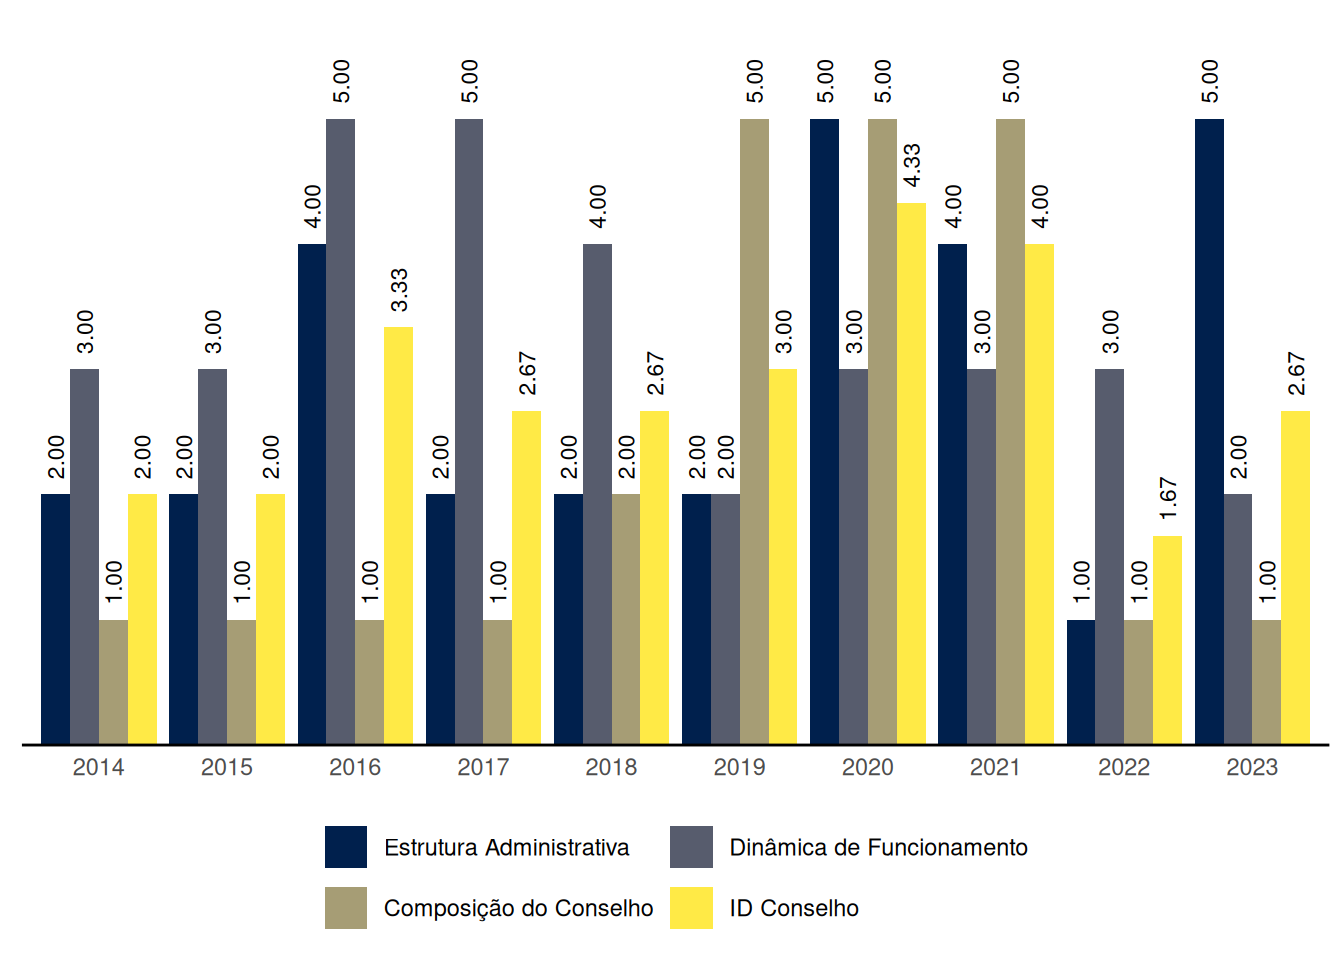 2.00 3.00 1.00 2.00
2.00 3.00 1.00 2.00
4.00 5.00 1.00 3.33
2.00 5.00 1.00 2.67
2.00 4.00 2.00 2.67
2.00 2.00 5.00 3.00
5.00 3.00 5.00 4.33
4.00 3.00 5.00 4.00
1.00 3.00 1.00 1.67
5.00 2.00 1.00 2.67
2014 2015 2016 2017 2018 2019 2020 2021 2022 2023
Estrutura Administrativa Dinâmica de Funcionamento
Composição do Conselho ID Conselho